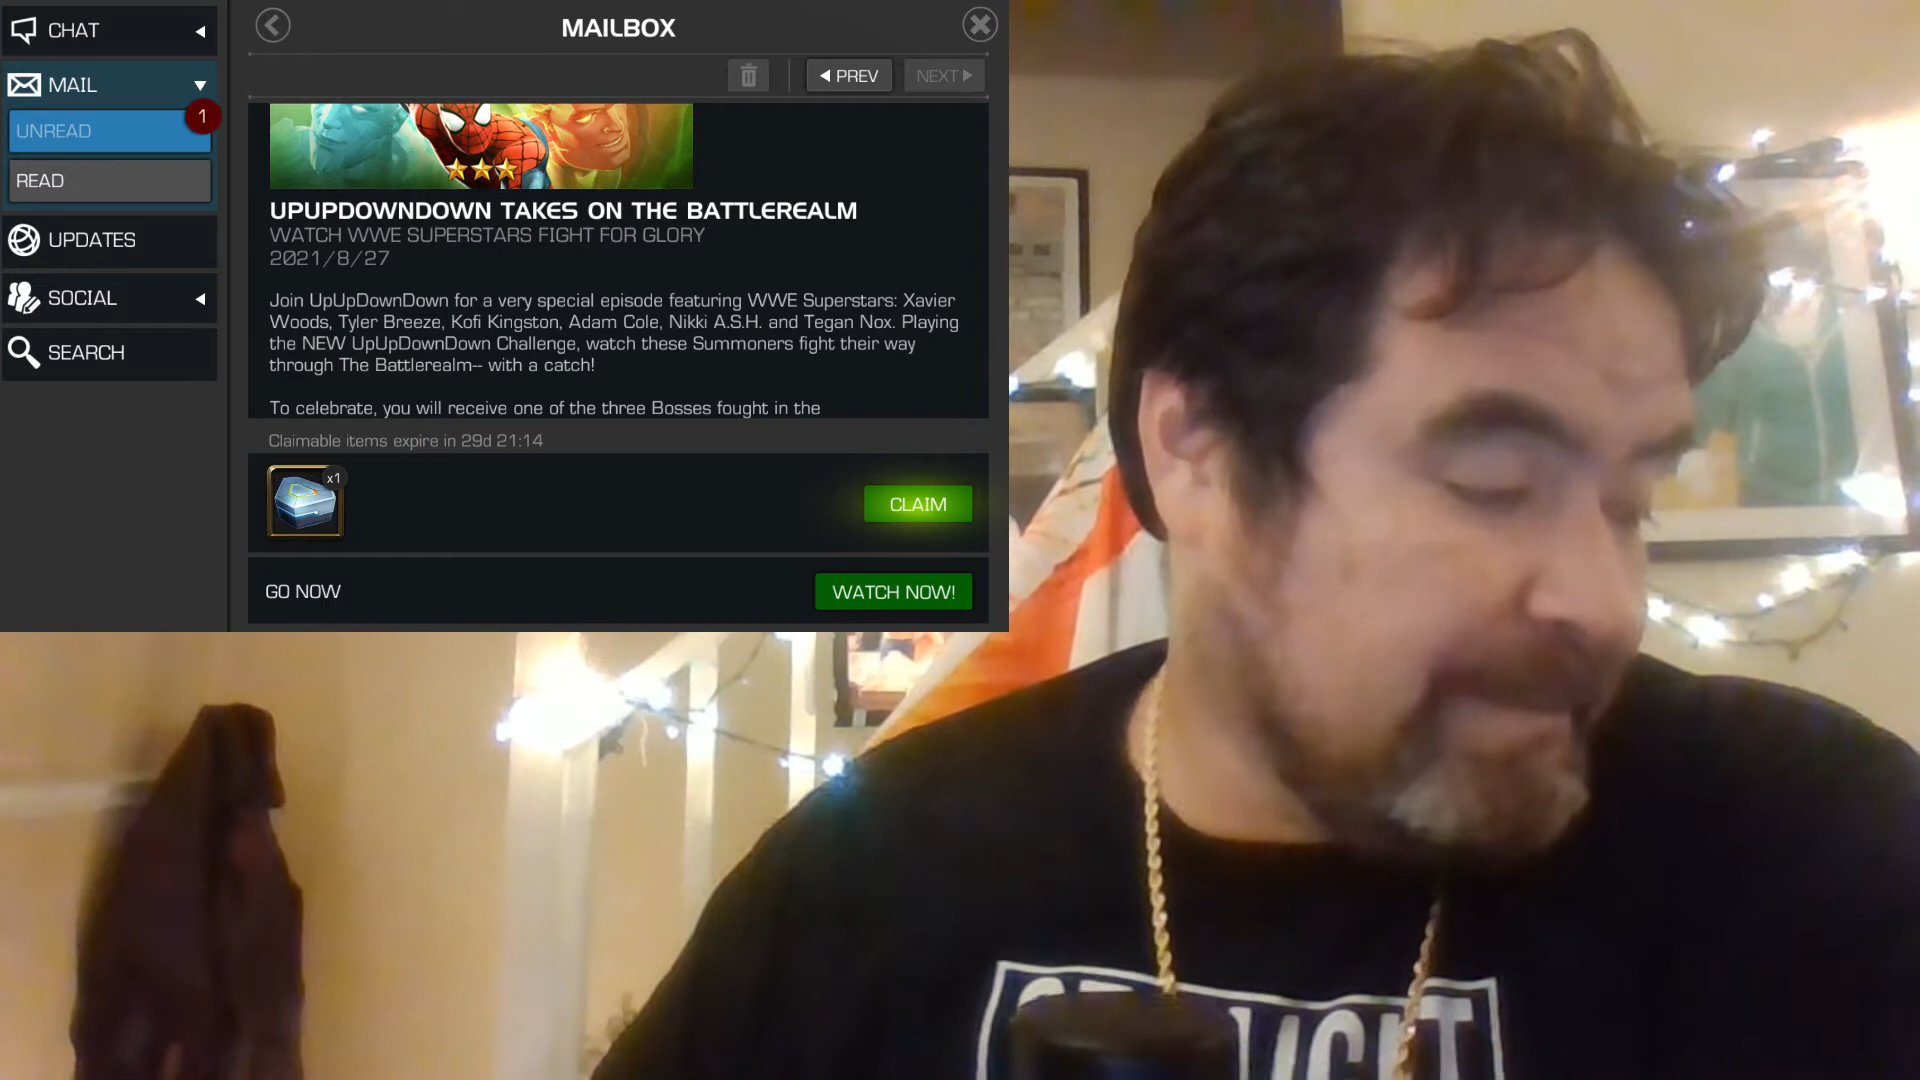 CHAT
MAIL
UNREAD
1
READ
UPDATES
SOCIAL
SEARCH
MAILBOX
PREV
NEXT
UPUPDOWNDOWN TAKES ON THE BATTLEREALM
WATCH WWE SUPERSTARS FIGHT FOR GLORY
2021/8/27
Join UpUpDownDown for a very special episode featuring WWE Superstars: Xavier
Woods, Tyler Breeze, Kofi Kingston, Adam Cole, Nikki A.S.H. and Tegan Nox. Playing
the NEW UpUpDownDown Challenge, watch these Summoners fight their way
through The Battlerealm-- with a catch!
To celebrate, you will receive one of the three Bosses fought in the
Claimable items expire in 29d 21:14
x1
CLAIM
GO NOW
WATCH NOW!